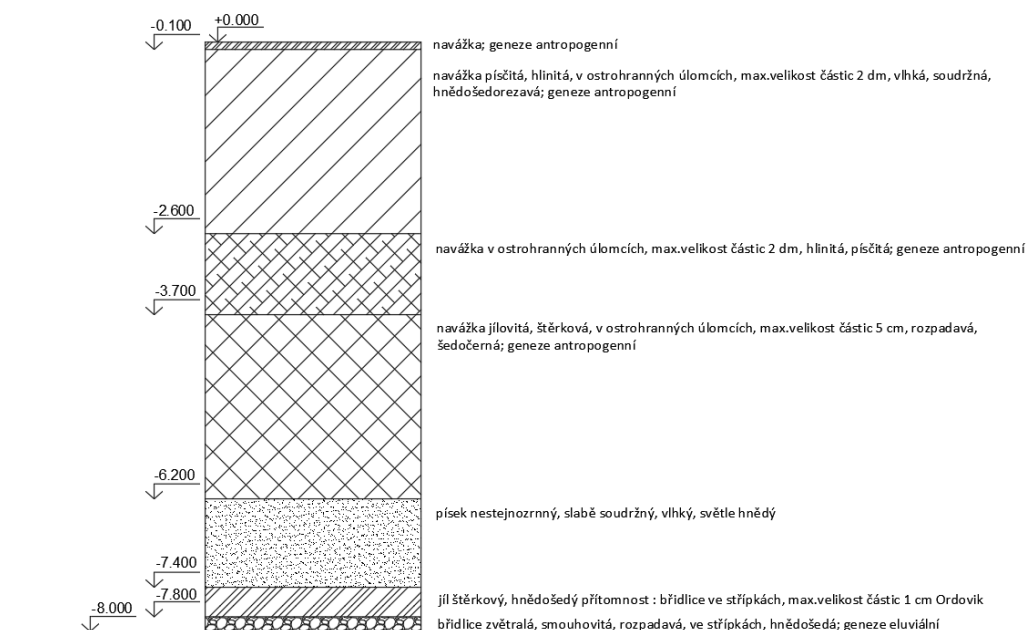 +0.000
-0.100
navážka; geneze antropogenní
navážka písčitá, hlinitá, v ostrohranných úlomcích, max.velikost částic 2 dm, vlhká, soudržná,
hnědošedorezavá; geneze antropogenní
-2.600
navážka v ostrohranných úlomcích, max.velikost částic 2 dm, hlinitá, písčitá; geneze antropogenní
-3.700
navážka jílovitá, štěrková, v ostrohranných úlomcích, max.velikost částic 5 cm, rozpadavá,
šedočerná; geneze antropogenní
-6.200
písek nestejnozrnný, slabě soudržný, vlhký, světle hnědý
-7.400
-7.800
jíl štěrkový, hnědošedý přítomnost : břidlice ve střípkách, max.velikost částic 1 cm Ordovik
-8.000
břidlice zvětralá, smouhovitá, rozpadavá, ve střípkách, hnědošedá; geneze eluviální